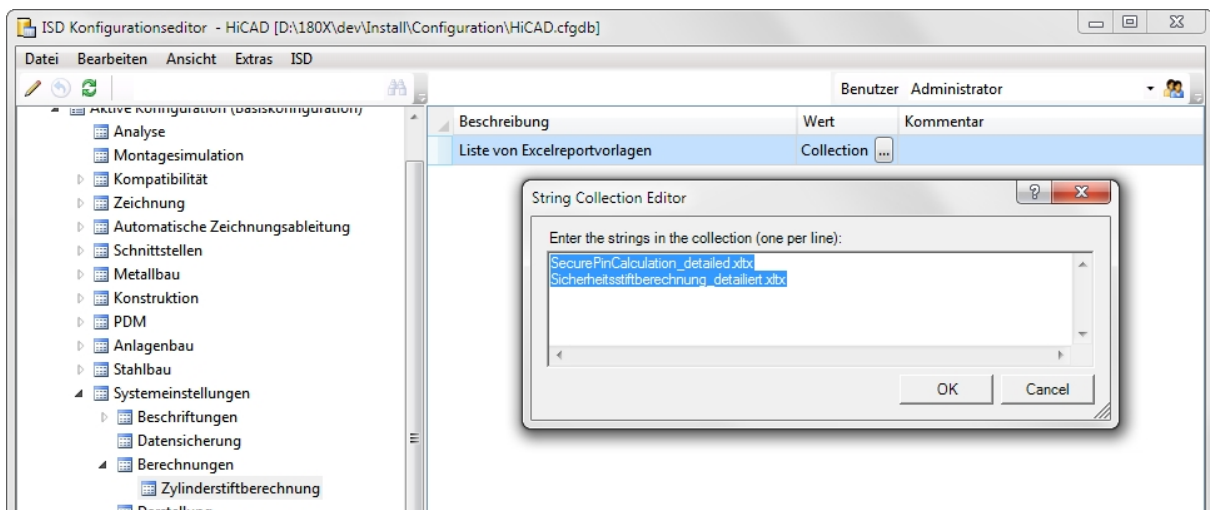 ISD Konfigurationseditor - HiCAD [D:\180X\dev\Install\Configuration\HiCAD.cfgdb]
Datei Bearbeiten Ansicht Extras ISD
Benutzer Administrator
Aktive Konfiguration (Basiskonfiguration)
Analyse
Montagesimulation
Kompatibilität
Zeichnung
Automatische Zeichnungsableitung
Schnittstellen
Metallbau
Konstruktion
PDM
Anlagenbau
Stahlbau
Systemeinstellungen
Beschriftungen
Datensicherung
Berechnungen
Zylinderstiftberechnung
Beschreibung Wert Kommentar
Liste von Excelreportvorlagen Collection ...
String Collection Editor
Enter the strings in the collection (one per line):
SecurePinCalculation_detailed.xltx
Sicherheitsstiftberechnung_detailiert.xltx
OK Cancel